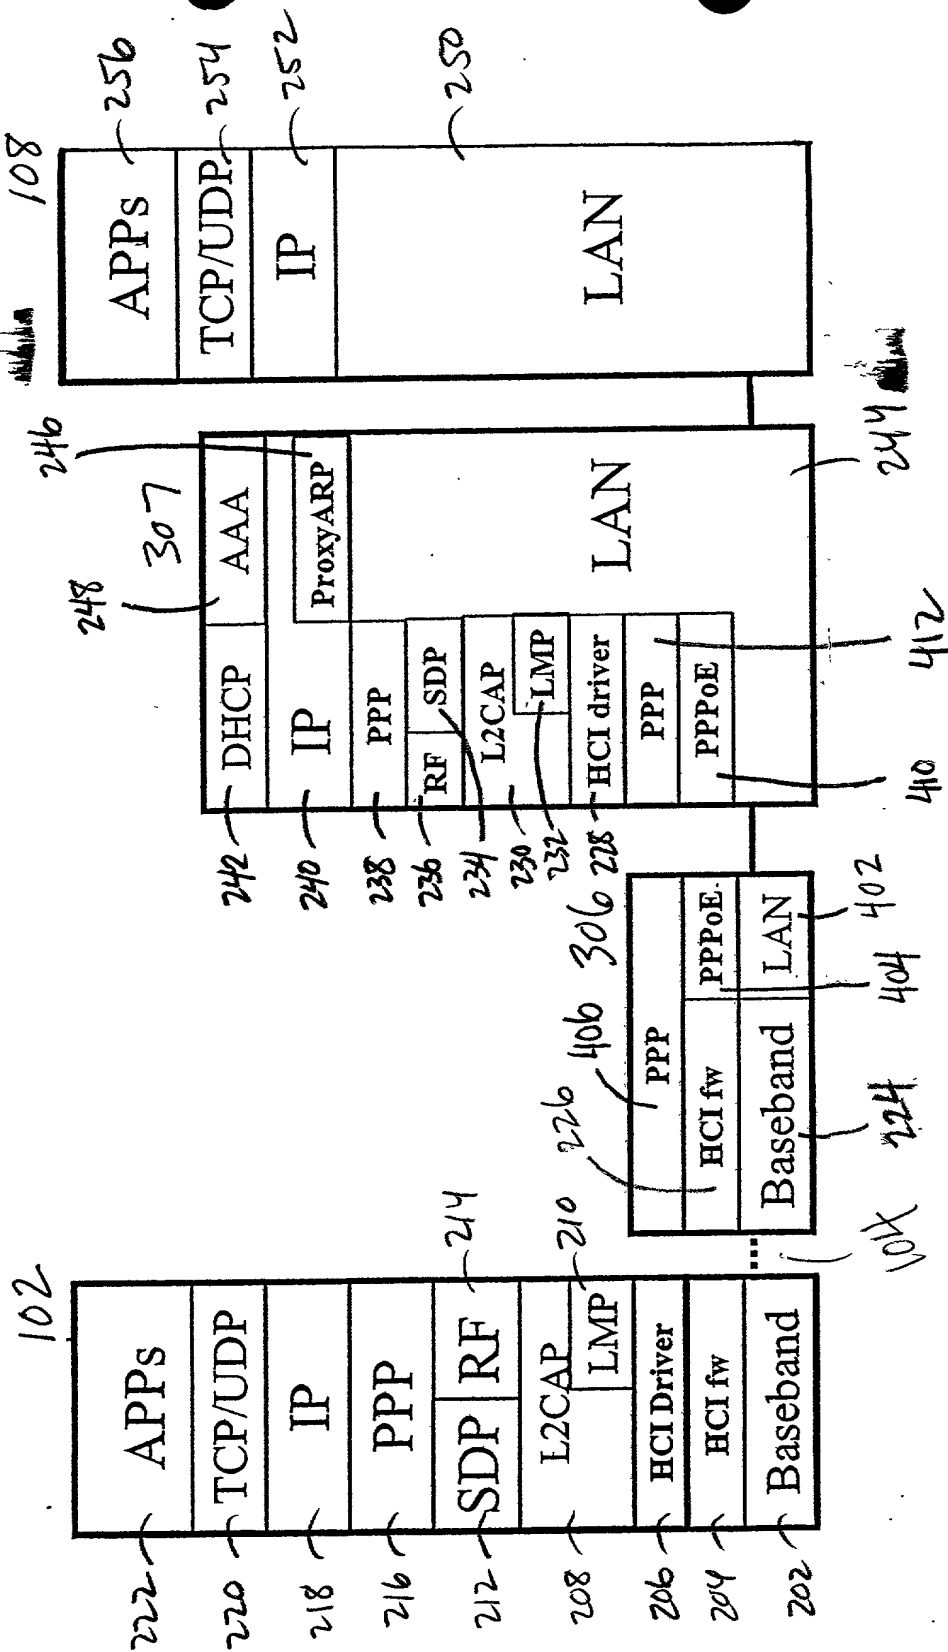 102
APPs
222
TCP/UDP
220
IP
218
PPP
216
SDP
212
RF
214
L2CAP
208
LMP
210
HCI Driver
206
HCI fw
204
Baseband
202
104
306
PPP
406
HCI fw
226
PPPoE
404
Baseband
224
LAN
402
307
DHCP
242
AAA
248
IP
240
ProxyARP
246
PPP
238
RF
236
SDP
234
L2CAP
230
LMP
232
HCI driver
228
PPP
412
PPPoE
410
LAN
244
108
APPs
256
TCP/UDP
254
IP
252
LAN
250